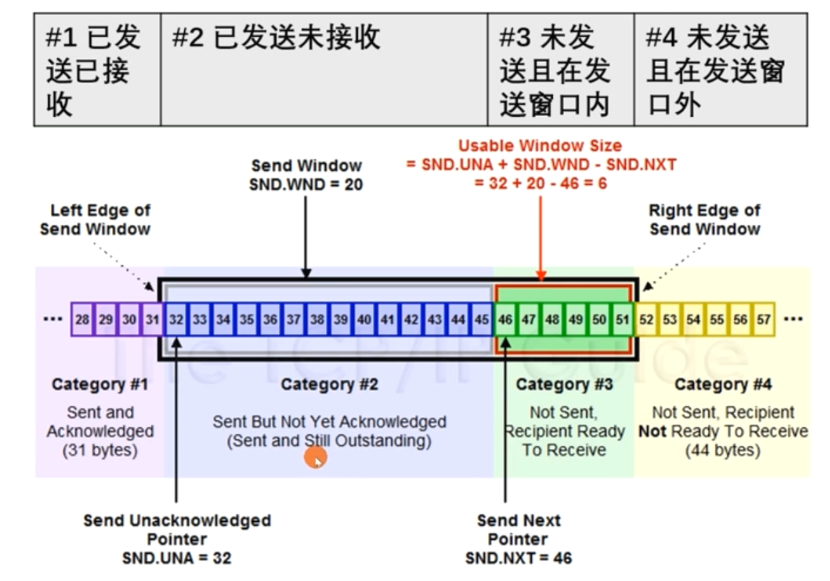 #1 已发
送已接
收
#2 已发送未接收
#3 未发
送且在发
送窗口内
#4 未发送
且在发送窗
口外
Usable Window Size
= SND.UNA + SND.WND - SND.NXT
= 32 + 20 - 46 = 6
Send Window
SND.WND = 20
Left Edge of
Send Window
Right Edge of
Send Window
... 28 29 30 31 32 33 34 35 36 37 38 39 40 41 42 43 44 45 46 47 48 49 50 51 52 53 54 55 56 57 ...
The TCP/IP Guide
Category #1
Sent and
Acknowledged
(31 bytes)
Category #2
Sent But Not Yet Acknowledged
(Sent and Still Outstanding)
Category #3
Not Sent,
Recipient Ready
To Receive
Category #4
Not Sent, Recipient
Not Ready To Receive
(44 bytes)
Send Unacknowledged
Pointer
SND.UNA = 32
Send Next
Pointer
SND.NXT = 46